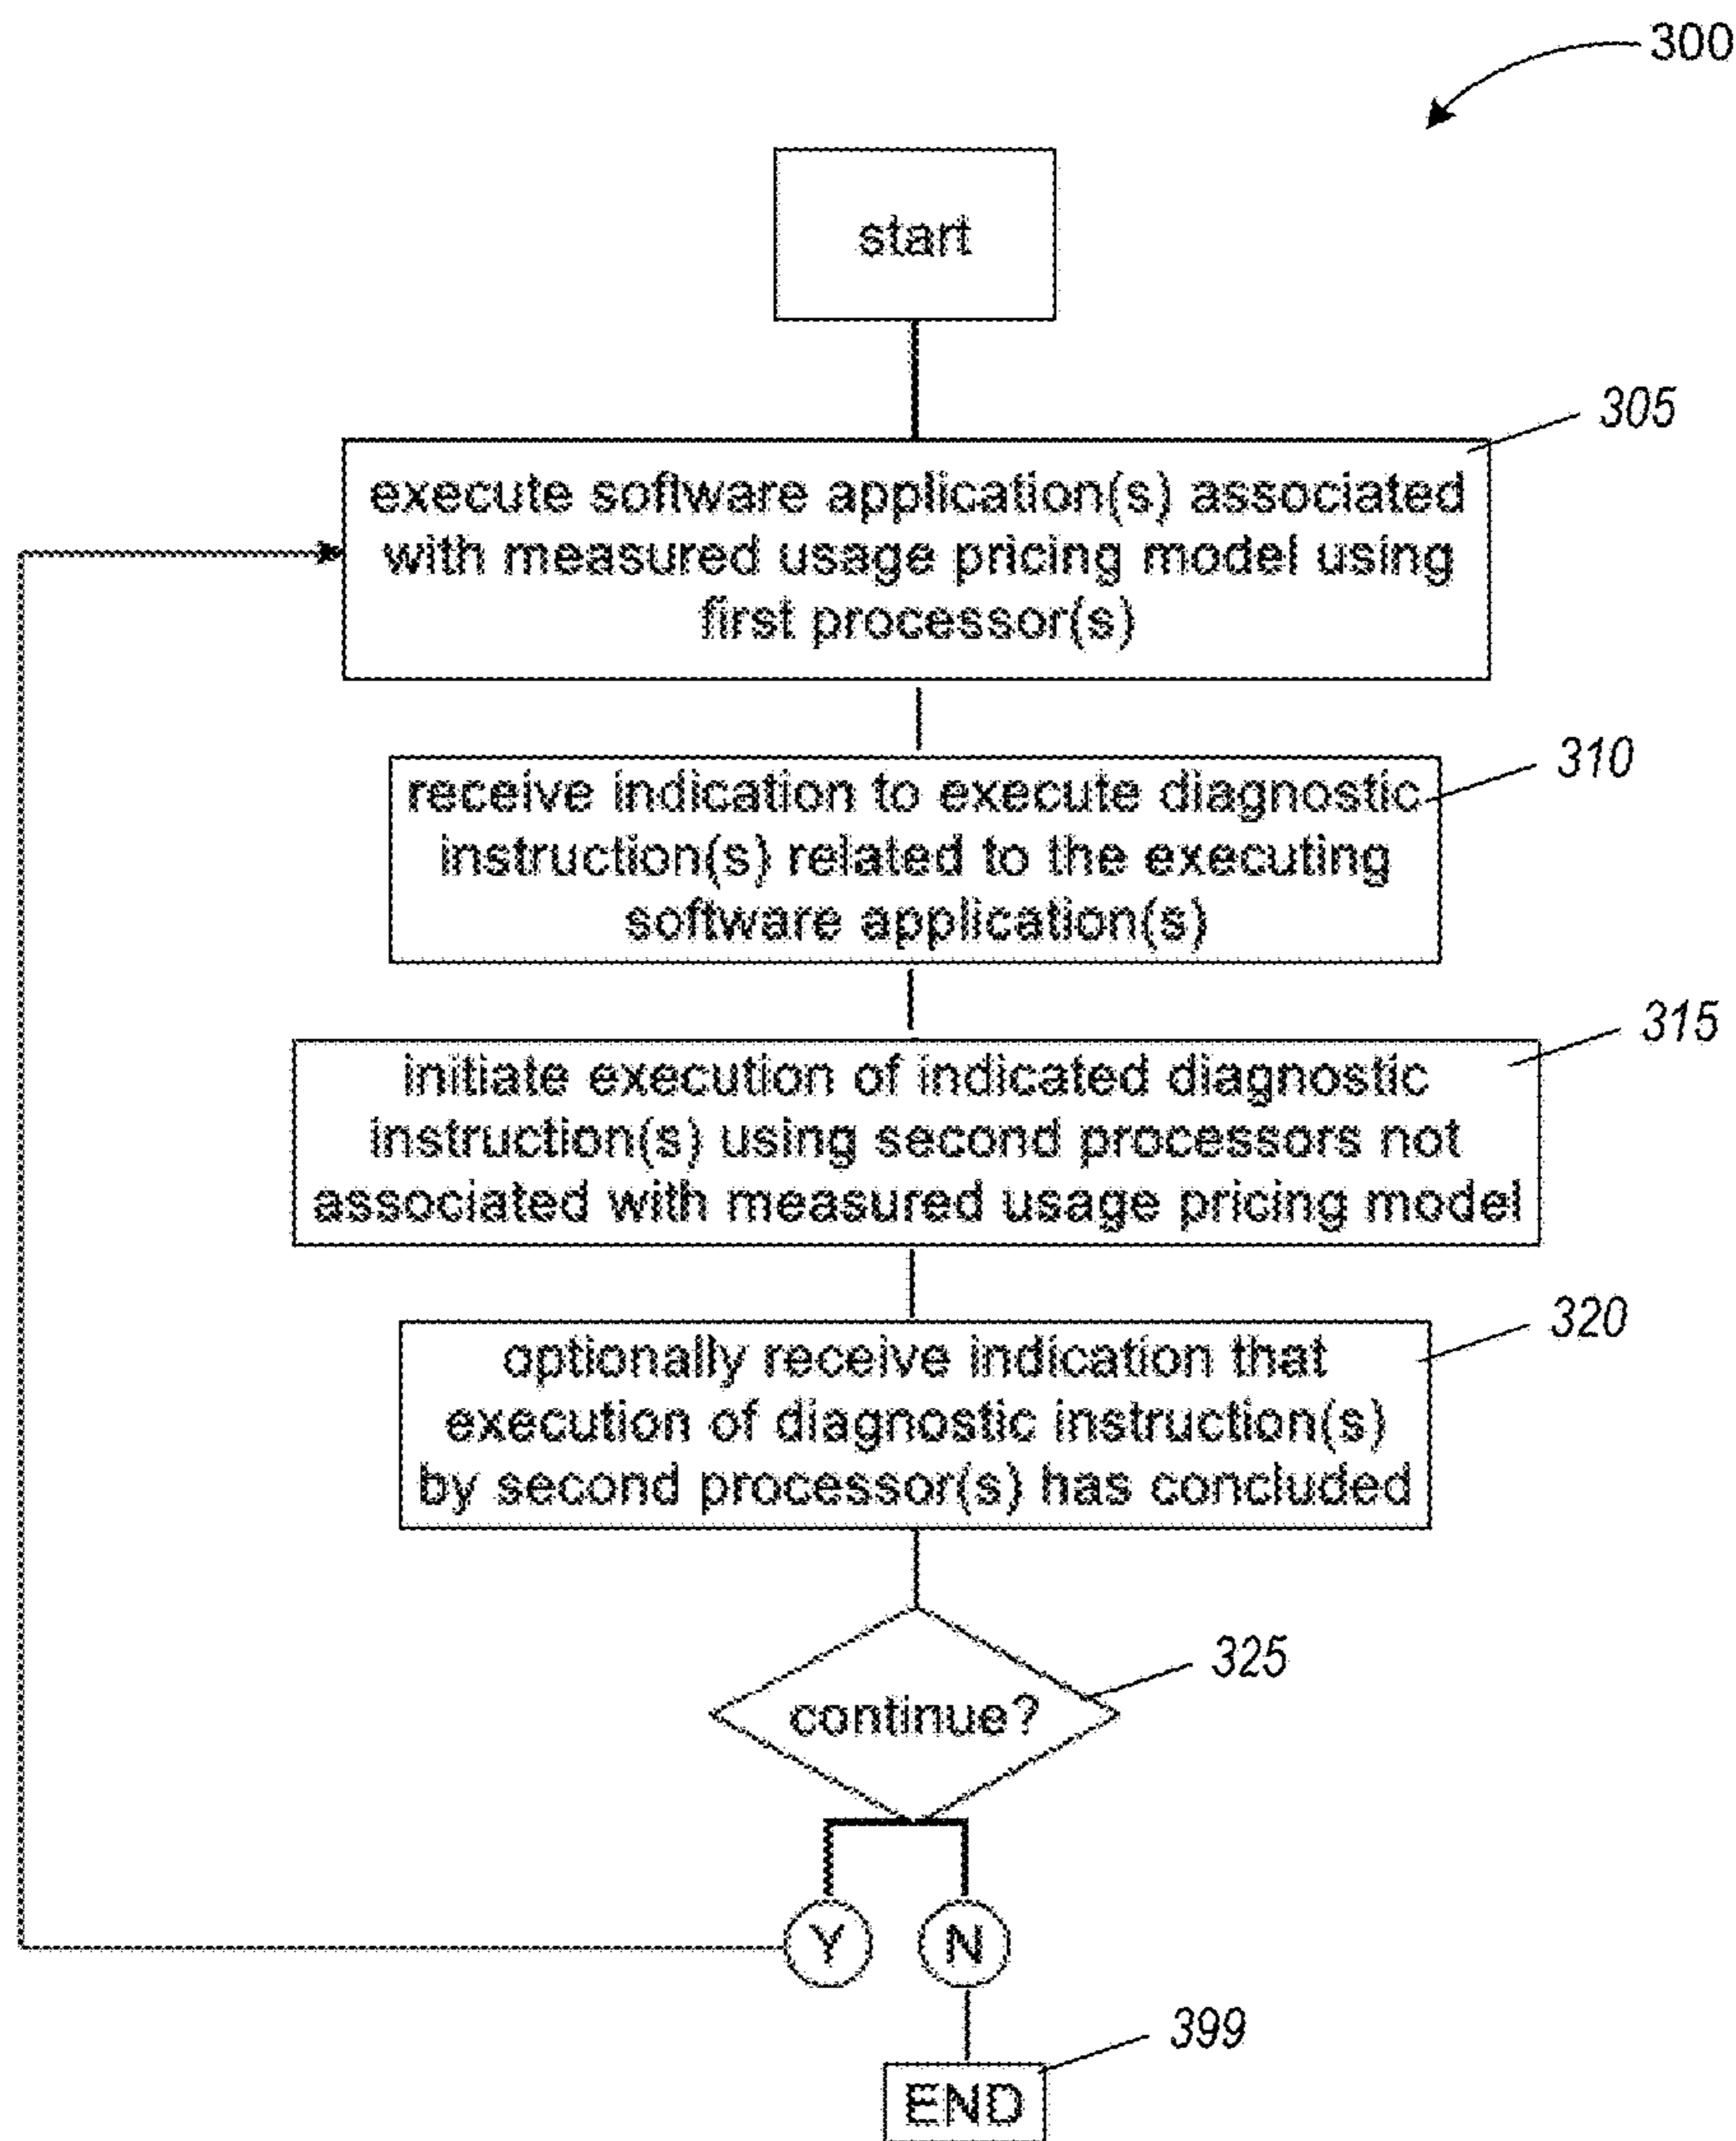 300
start
305
execute software application(s) associated
with measured usage pricing model using
first processor(s)
310
receive indication to execute diagnostic
instruction(s) related to the executing
software application(s)
315
initiate execution of indicated diagnostic
instruction(s) using second processors not
associated with measured usage pricing model
320
optionally receive indication that
execution of diagnostic instruction(s)
by second processor(s) has concluded
325
continue?
Y
N
399
END